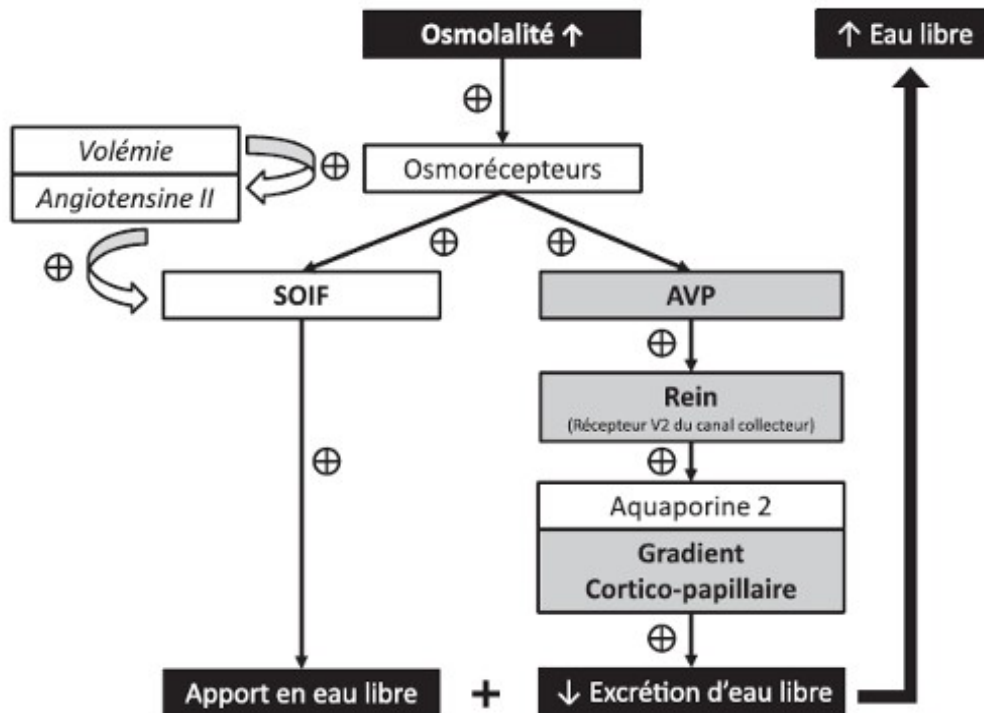 Osmolalité ↑
↑ Eau libre
⊕
Volémie
Angiotensine II
⊕
Osmorécepteurs
⊕
⊕
⊕
SOIF
AVP
⊕
Rein
(Récepteur V2 du canal collecteur)
⊕
⊕
Aquaporine 2
Gradient
Cortico-papillaire
⊕
Apport en eau libre
+
↓ Excrétion d'eau libre